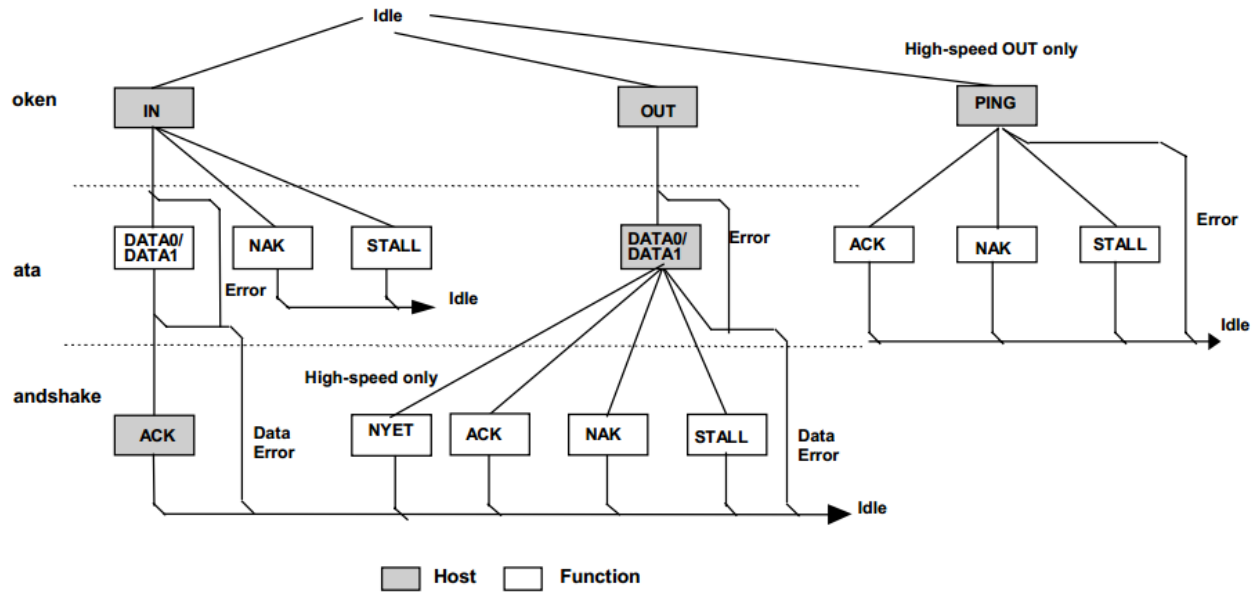 Idle
High-speed OUT only
oken
IN
OUT
PING
DATA0/
DATA1
NAK
STALL
DATA0/
DATA1
Error
ACK
NAK
STALL
Error
ata
Error
Idle
Idle
High-speed only
andshake
ACK
Data
Error
NYET
ACK
NAK
STALL
Data
Error
Idle
Host
Function